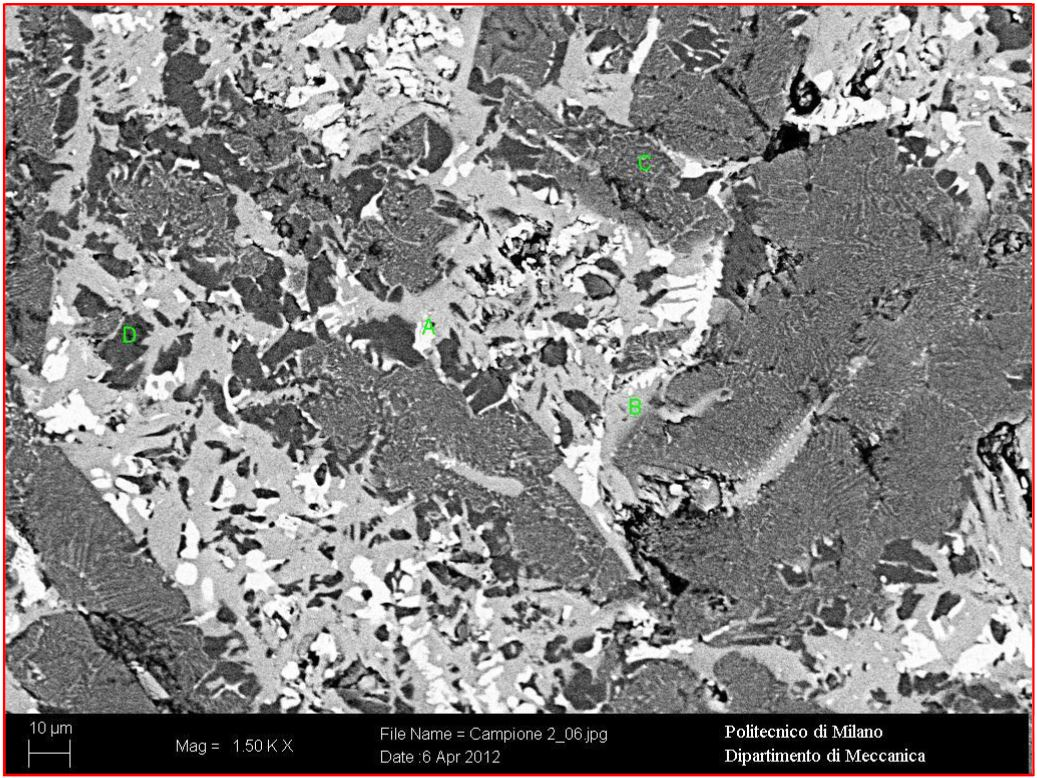 C
A
D
B
10 µm
Mag = 1.50 K X
File Name = Campione 2_06.jpg
Date :6 Apr 2012
Politecnico di Milano
Dipartimento di Meccanica